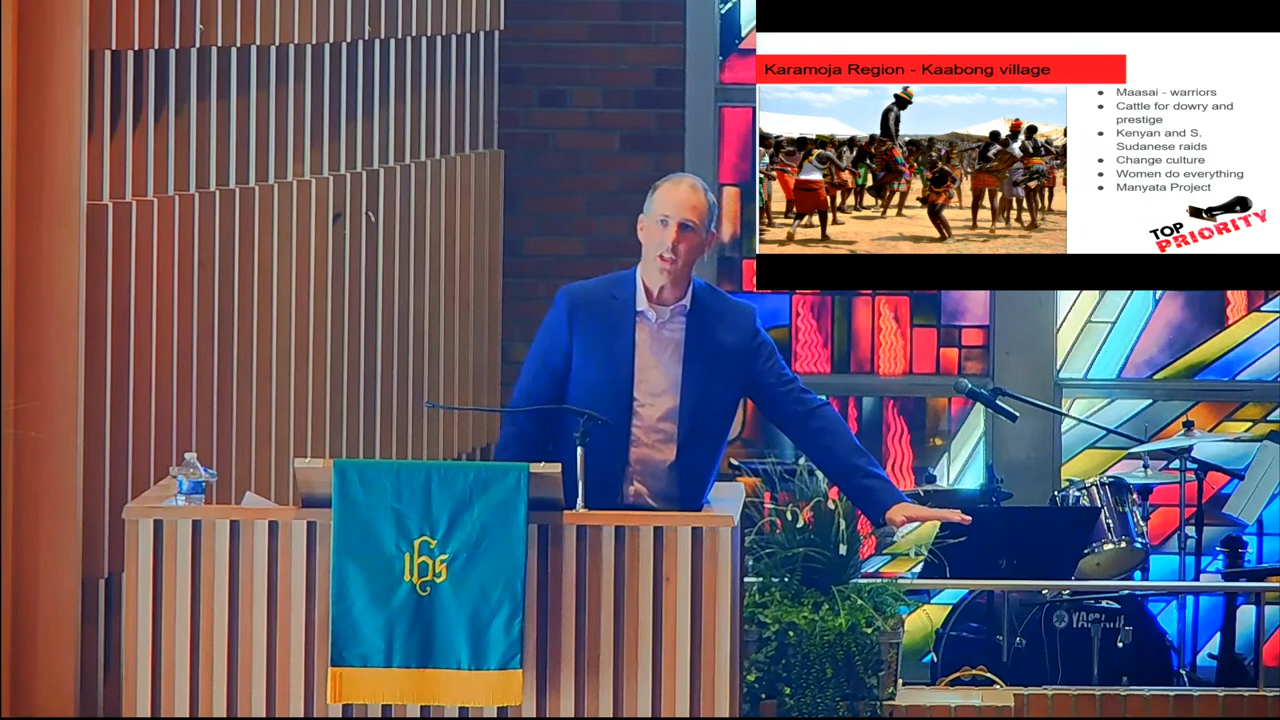 Karamoja Region - Kaabong village
● Maasai - warriors
● Cattle for dowry and
prestige
● Kenyan and S.
Sudanese raids
● Change culture
● Women do everything
● Manyata Project
TOP
PRIORITY
ihs
YAMAHA